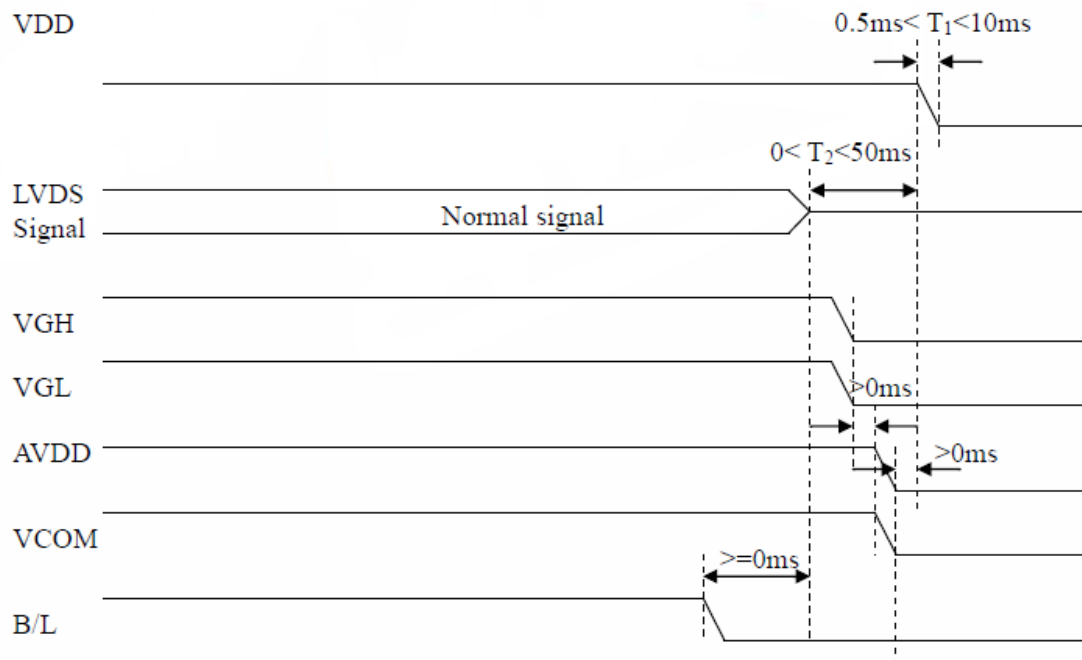 VDD
0.5ms< T₁<10ms
0< T₂<50ms
LVDS
Signal
Normal signal
VGH
VGL
>0ms
AVDD
>0ms
VCOM
>=0ms
B/L